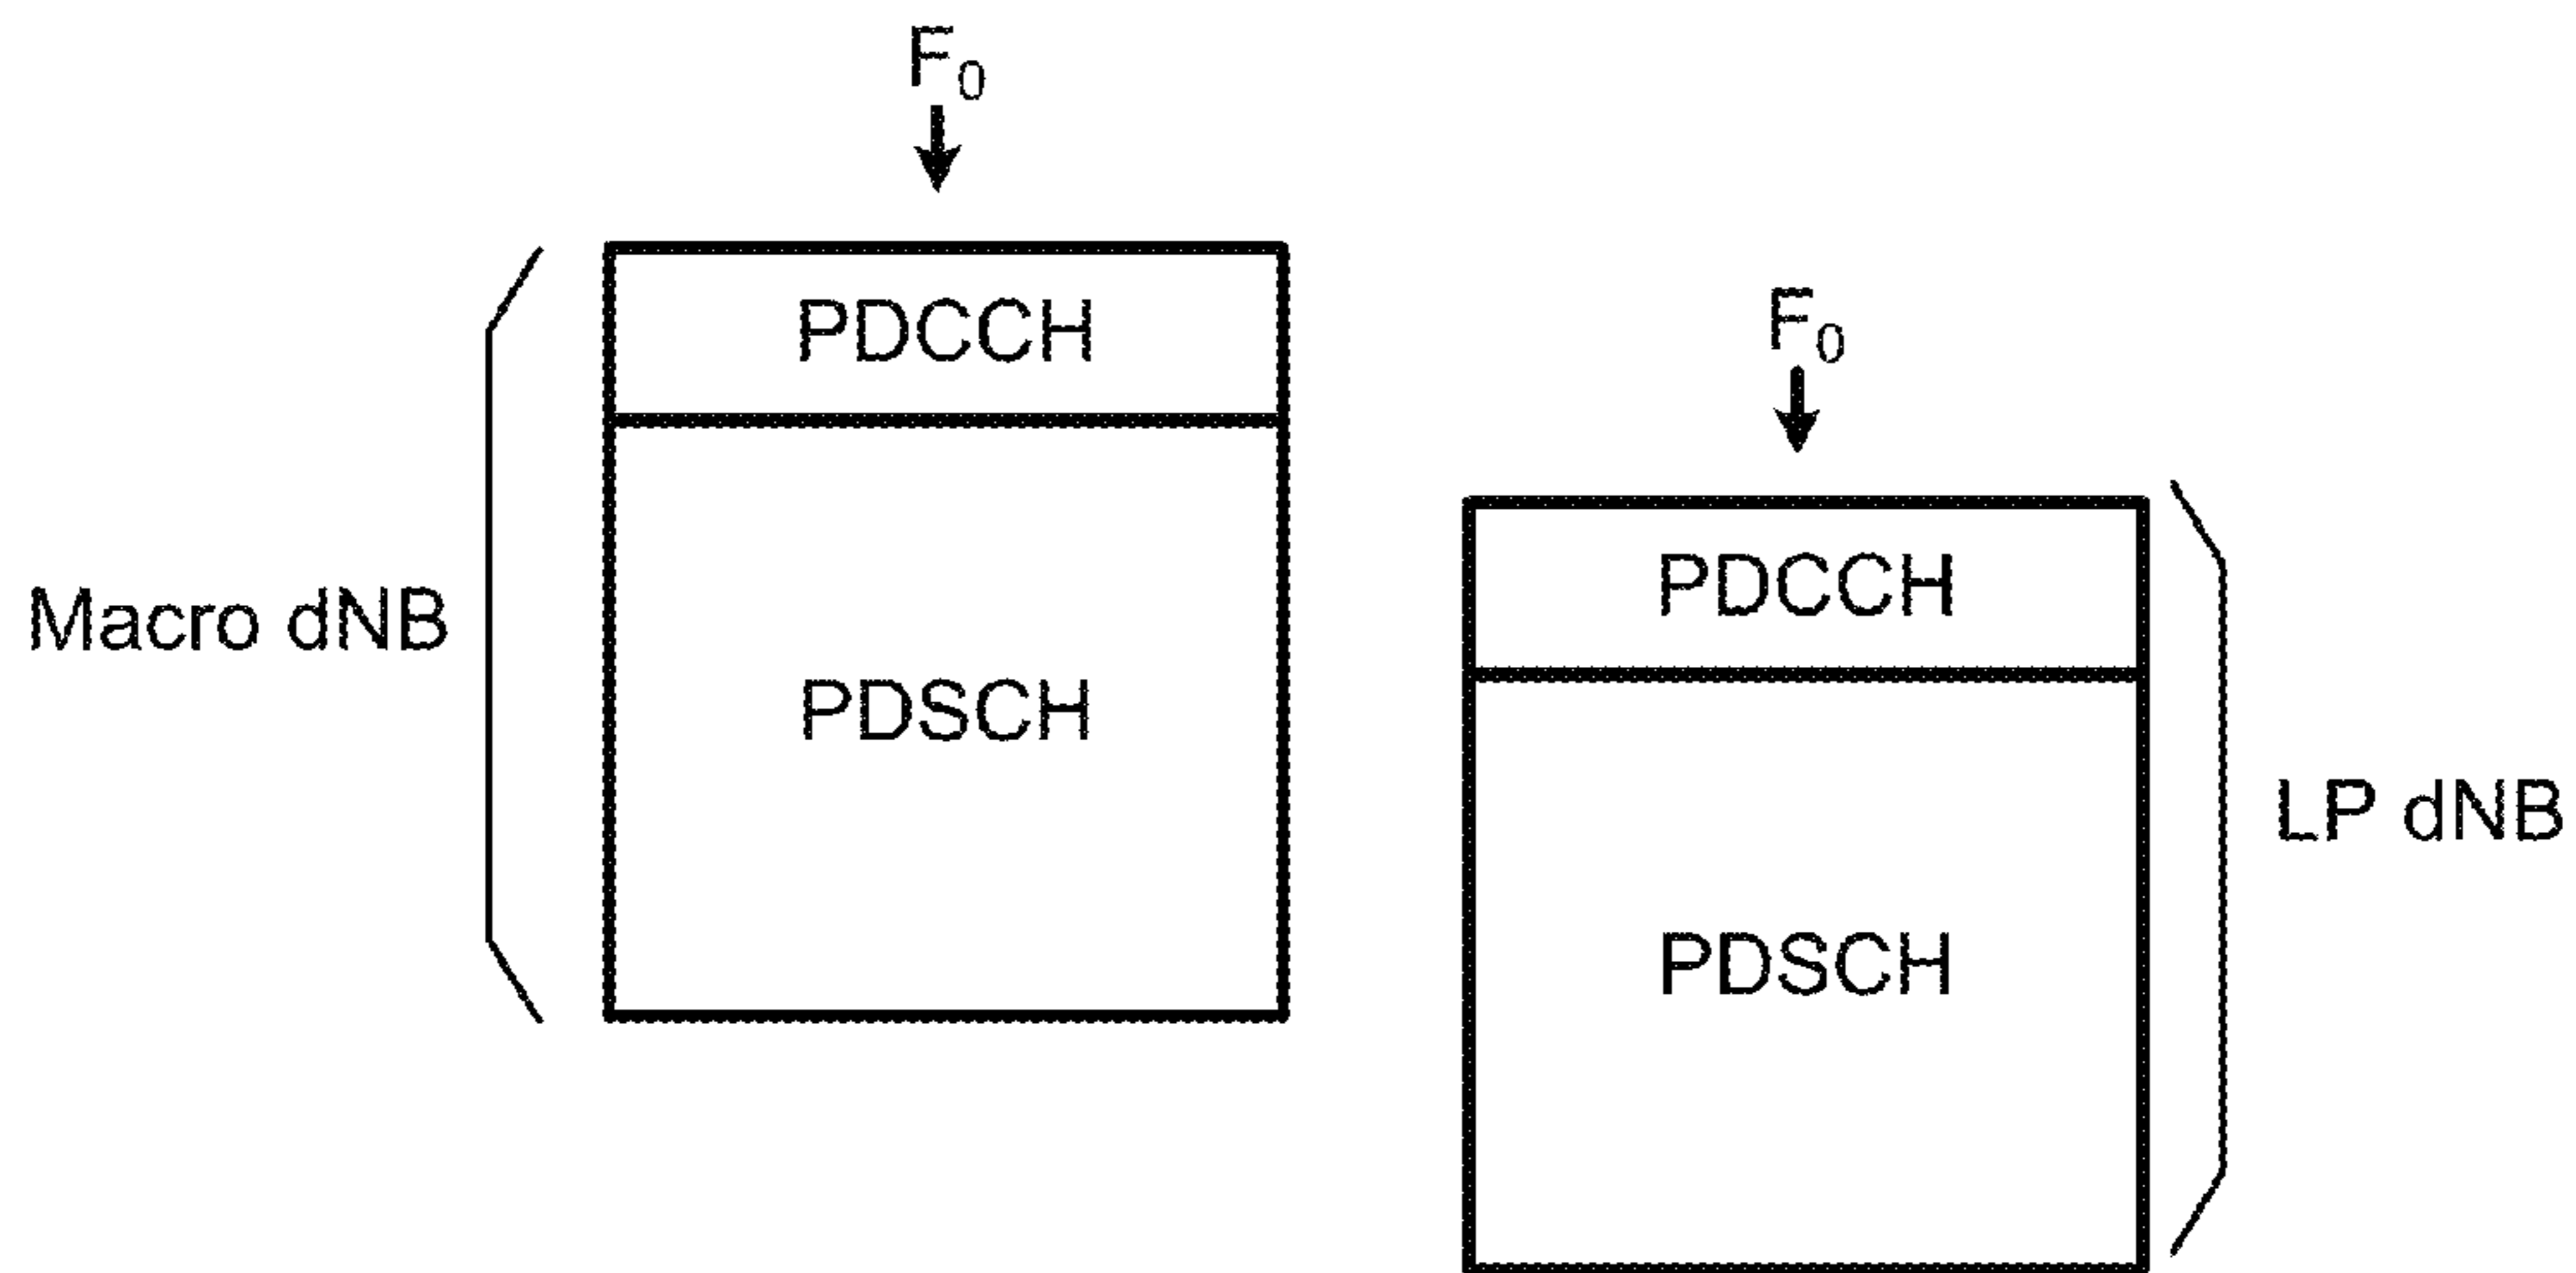 F₀
PDCCH
F₀
Macro dNB
PDCCH
PDSCH
LP dNB
PDSCH